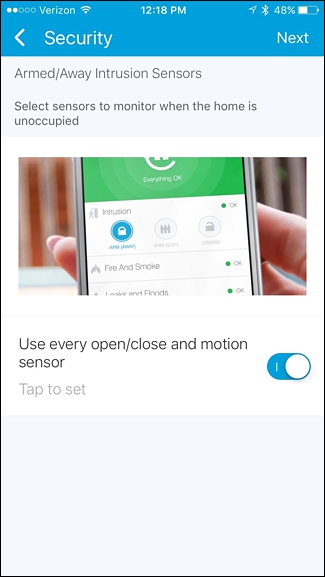 Verizon 12:18 PM 48%
Security Next
Armed/Away Intrusion Sensors
Select sensors to monitor when the home is
unoccupied
Everything OK
Intrusion OK
ARM (AWAY) ARM (STAY) DISARM
Fire And Smoke OK
Leaks and Floods OK
Use every open/close and motion
sensor
Tap to set